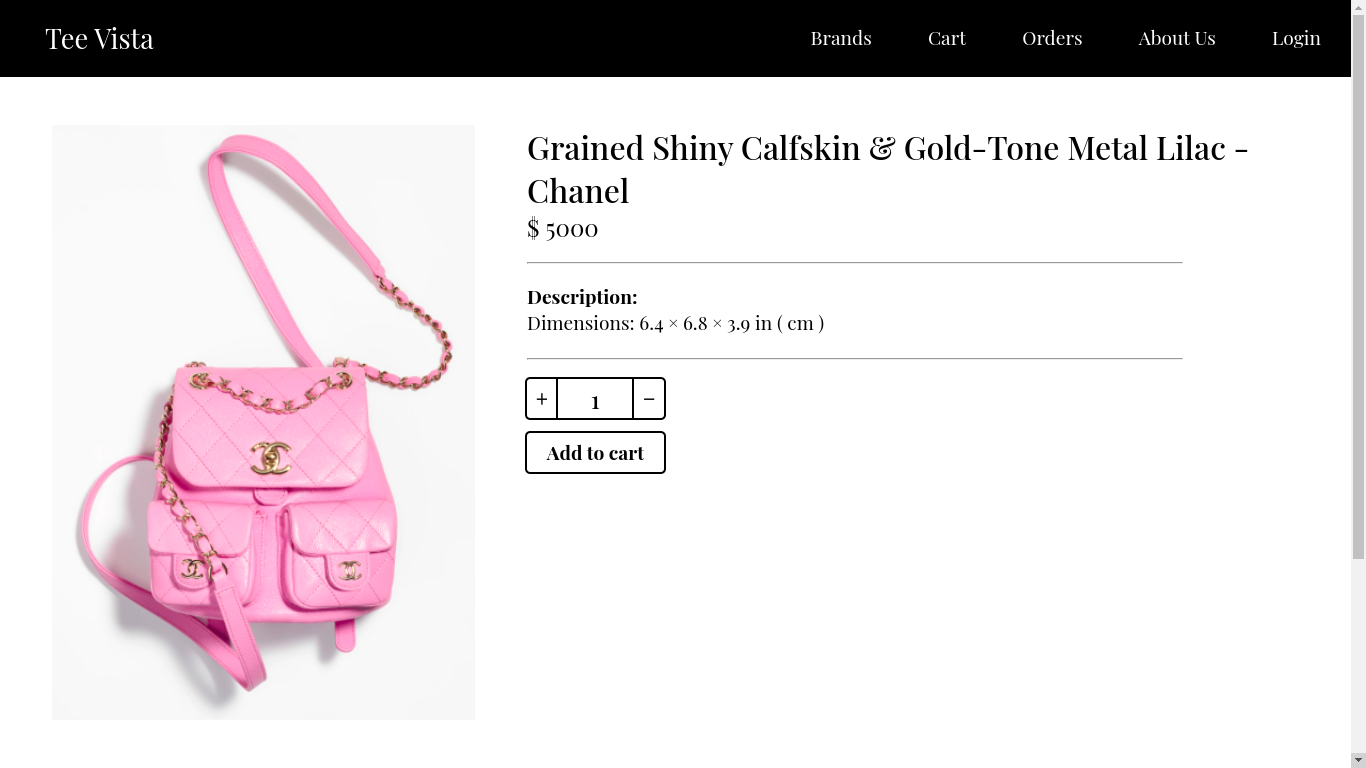 Tee Vista
Brands Cart Orders About Us Login
Grained Shiny Calfskin & Gold-Tone Metal Lilac -
Chanel
$ 5000
Description:
Dimensions: 6.4 × 6.8 × 3.9 in ( cm )
+ 1 −
Add to cart